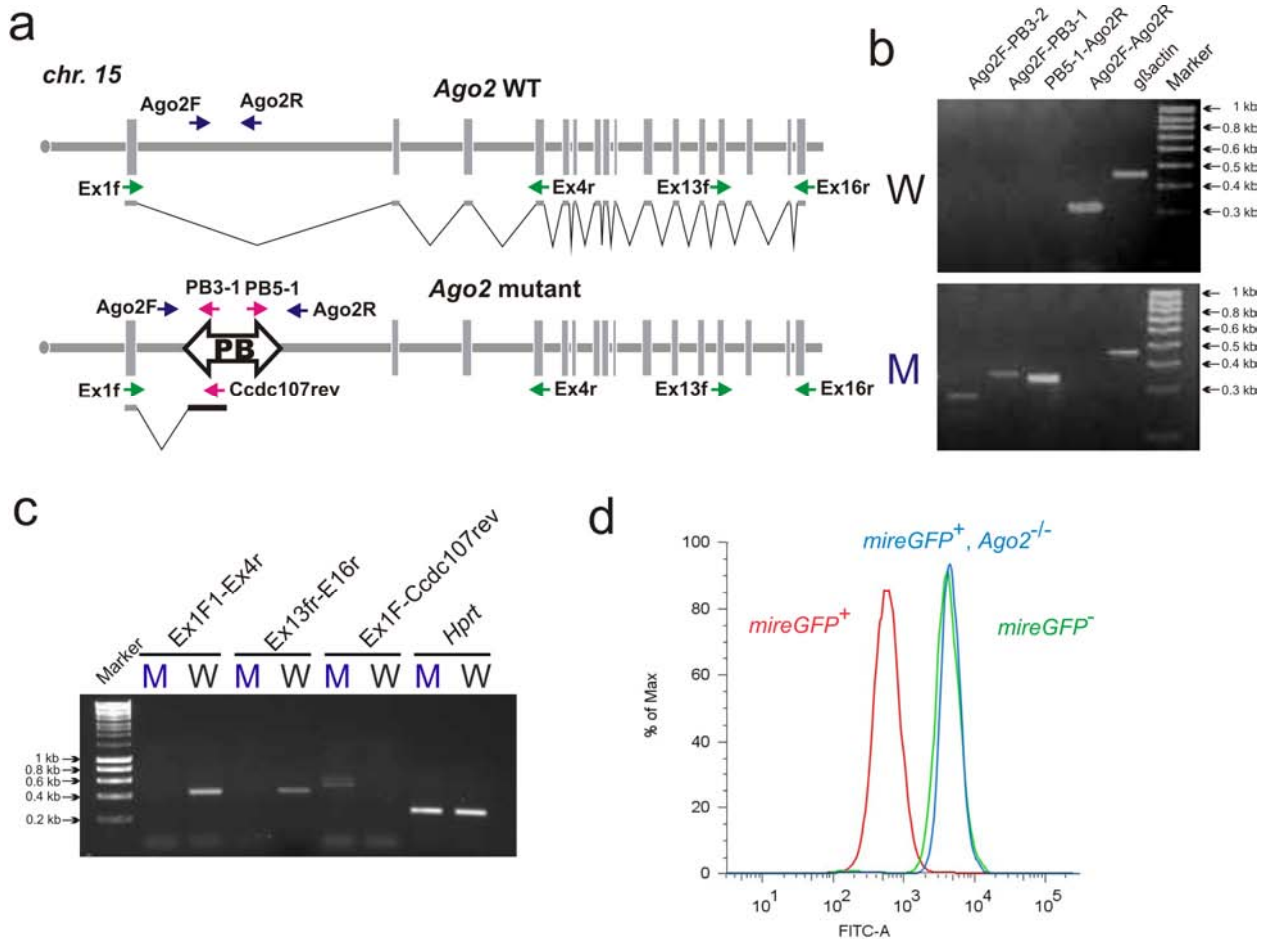 a
chr. 15
Ago2 WT
Ago2F
Ago2R
Ex1f
Ex4r
Ex13f
Ex16r
Ago2 mutant
Ago2F
PB3-1
PB5-1
Ago2R
PB
Ex1f
Ccdc107rev
Ex4r
Ex13f
Ex16r
b
Ago2F-PB3-2
Ago2F-PB3-1
PB5-1-Ago2R
Ago2F-Ago2R
gßactin
Marker
W
1 kb
0.8 kb
0.6 kb
0.5 kb
0.4 kb
0.3 kb
M
1 kb
0.8 kb
0.6 kb
0.5 kb
0.4 kb
0.3 kb
c
Marker
Ex1F1-Ex4r
Ex13fr-E16r
Ex1F-Ccdc107rev
Hprt
M W M W M W M W
1 kb
0.8 kb
0.6 kb
0.4 kb
0.2 kb
d
mireGFP+, Ago2-/-
mireGFP+
mireGFP-
% of Max
100
80
60
40
20
0
10¹ 10² 10³ 10⁴ 10⁵
FITC-A